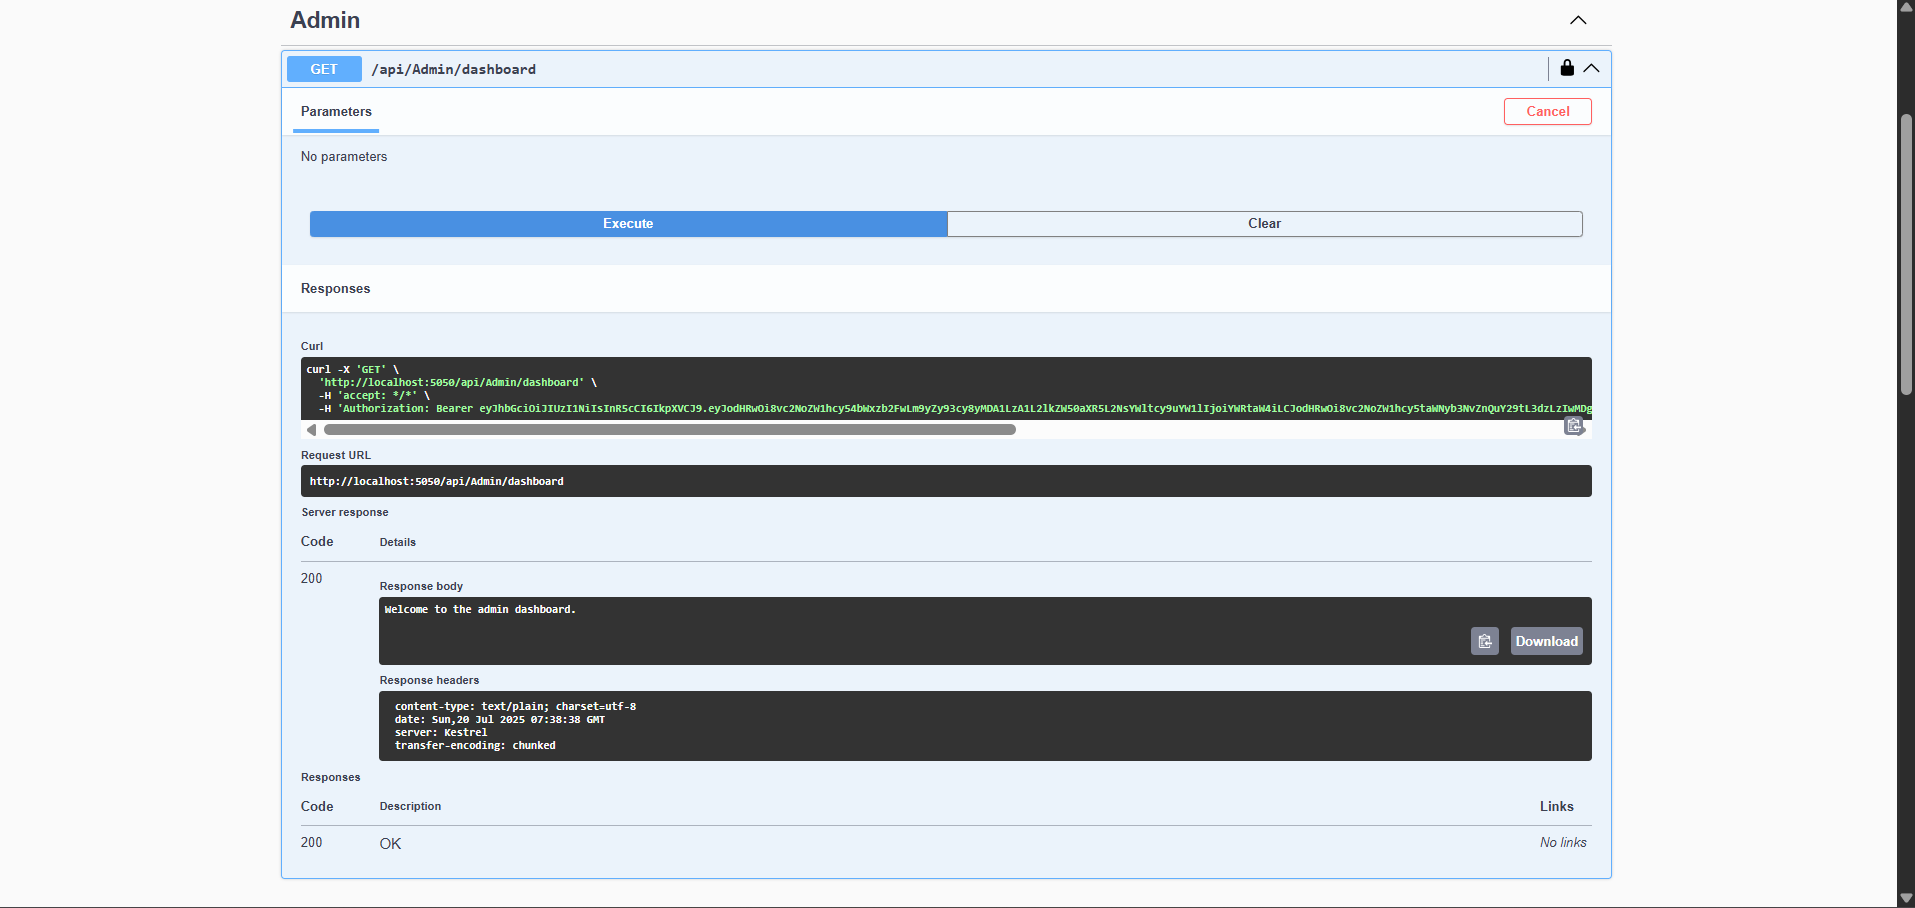 Admin
GET /api/Admin/dashboard
Parameters Cancel
No parameters
Execute Clear
Responses
Curl
curl -X 'GET' \
'http://localhost:5050/api/Admin/dashboard' \
-H 'accept: */*' \
-H 'Authorization: Bearer eyJhbGciOiJIUzI1NiIsInR5cCI6IkpXVCJ9.eyJodHRwOi8vc2NoZW1hcy54bWxzb2FwLm9yZy93cy8yMDA1LzA1L2lkZW50aXR5L2NsYWltcy9uYW1lIjoiYWRtaW4iLCJodHRwOi8vc2NoZW1hcy5taWNyb3NvZnQuY29tL3dzLzIwMDg
Request URL
http://localhost:5050/api/Admin/dashboard
Server response
Code Details
200
Response body
Welcome to the admin dashboard.
Download
Response headers
content-type: text/plain; charset=utf-8
date: Sun,20 Jul 2025 07:38:38 GMT
server: Kestrel
transfer-encoding: chunked
Responses
Code Description Links
200 OK No links